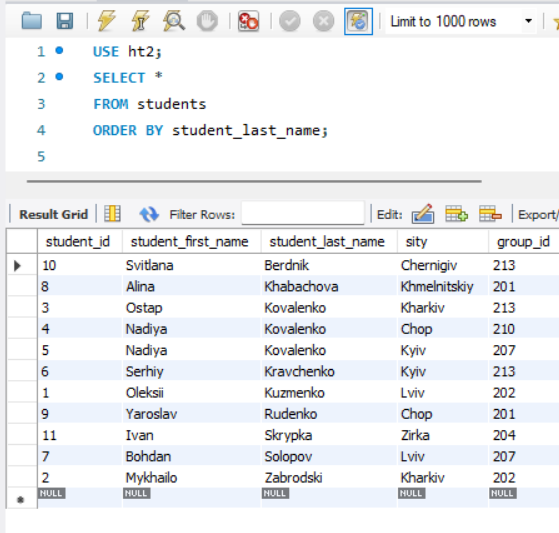 Limit to 1000 rows
1 USE ht2;
2 SELECT *
3 FROM students
4 ORDER BY student_last_name;
5
Result Grid Filter Rows: Edit: Export/
student_id student_first_name student_last_name sity group_id
10 Svitlana Berdnik Chernigiv 213
8 Alina Khabachova Khmelnitskiy 201
3 Ostap Kovalenko Kharkiv 213
4 Nadiya Kovalenko Chop 210
5 Nadiya Kovalenko Kyiv 207
6 Serhiy Kravchenko Kyiv 213
1 Oleksii Kuzmenko Lviv 202
9 Yaroslav Rudenko Chop 201
11 Ivan Skrypka Zirka 204
7 Bohdan Solopov Lviv 207
2 Mykhailo Zabrodski Kharkiv 202
NULL NULL NULL NULL NULL